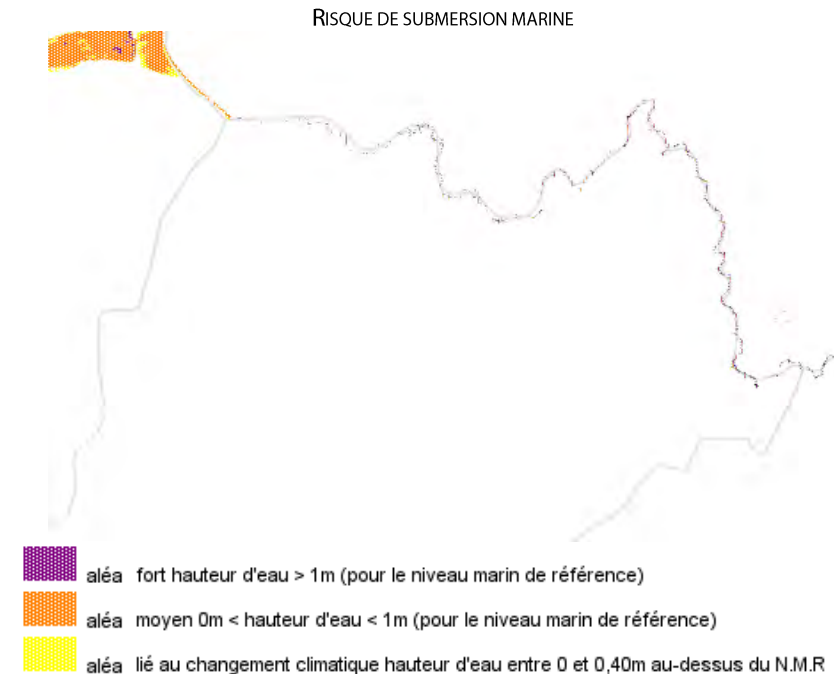 RISQUE DE SUBMERSION MARINE
aléa fort hauteur d'eau > 1m (pour le niveau marin de référence)
aléa moyen 0m < hauteur d'eau < 1m (pour le niveau marin de référence)
aléa lié au changement climatique hauteur d'eau entre 0 et 0,40m au-dessus du N.M.R